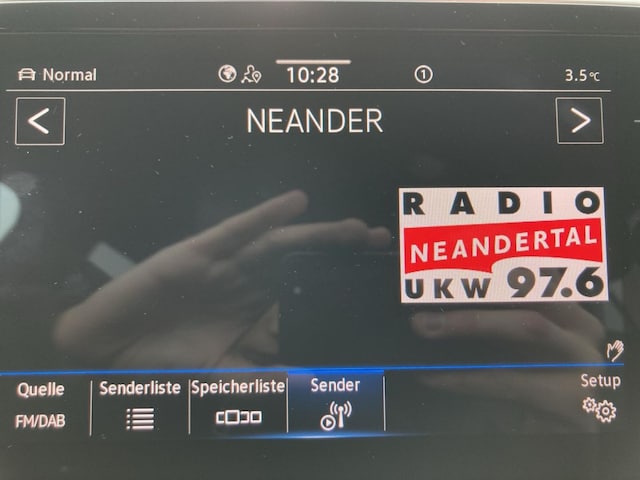 Normal
10:28
1
3.5°C
<
NEANDER
>
RADIO
NEANDERTAL
UKW 97.6
Quelle
Senderliste
Speicherliste
Sender
Setup
FM/DAB